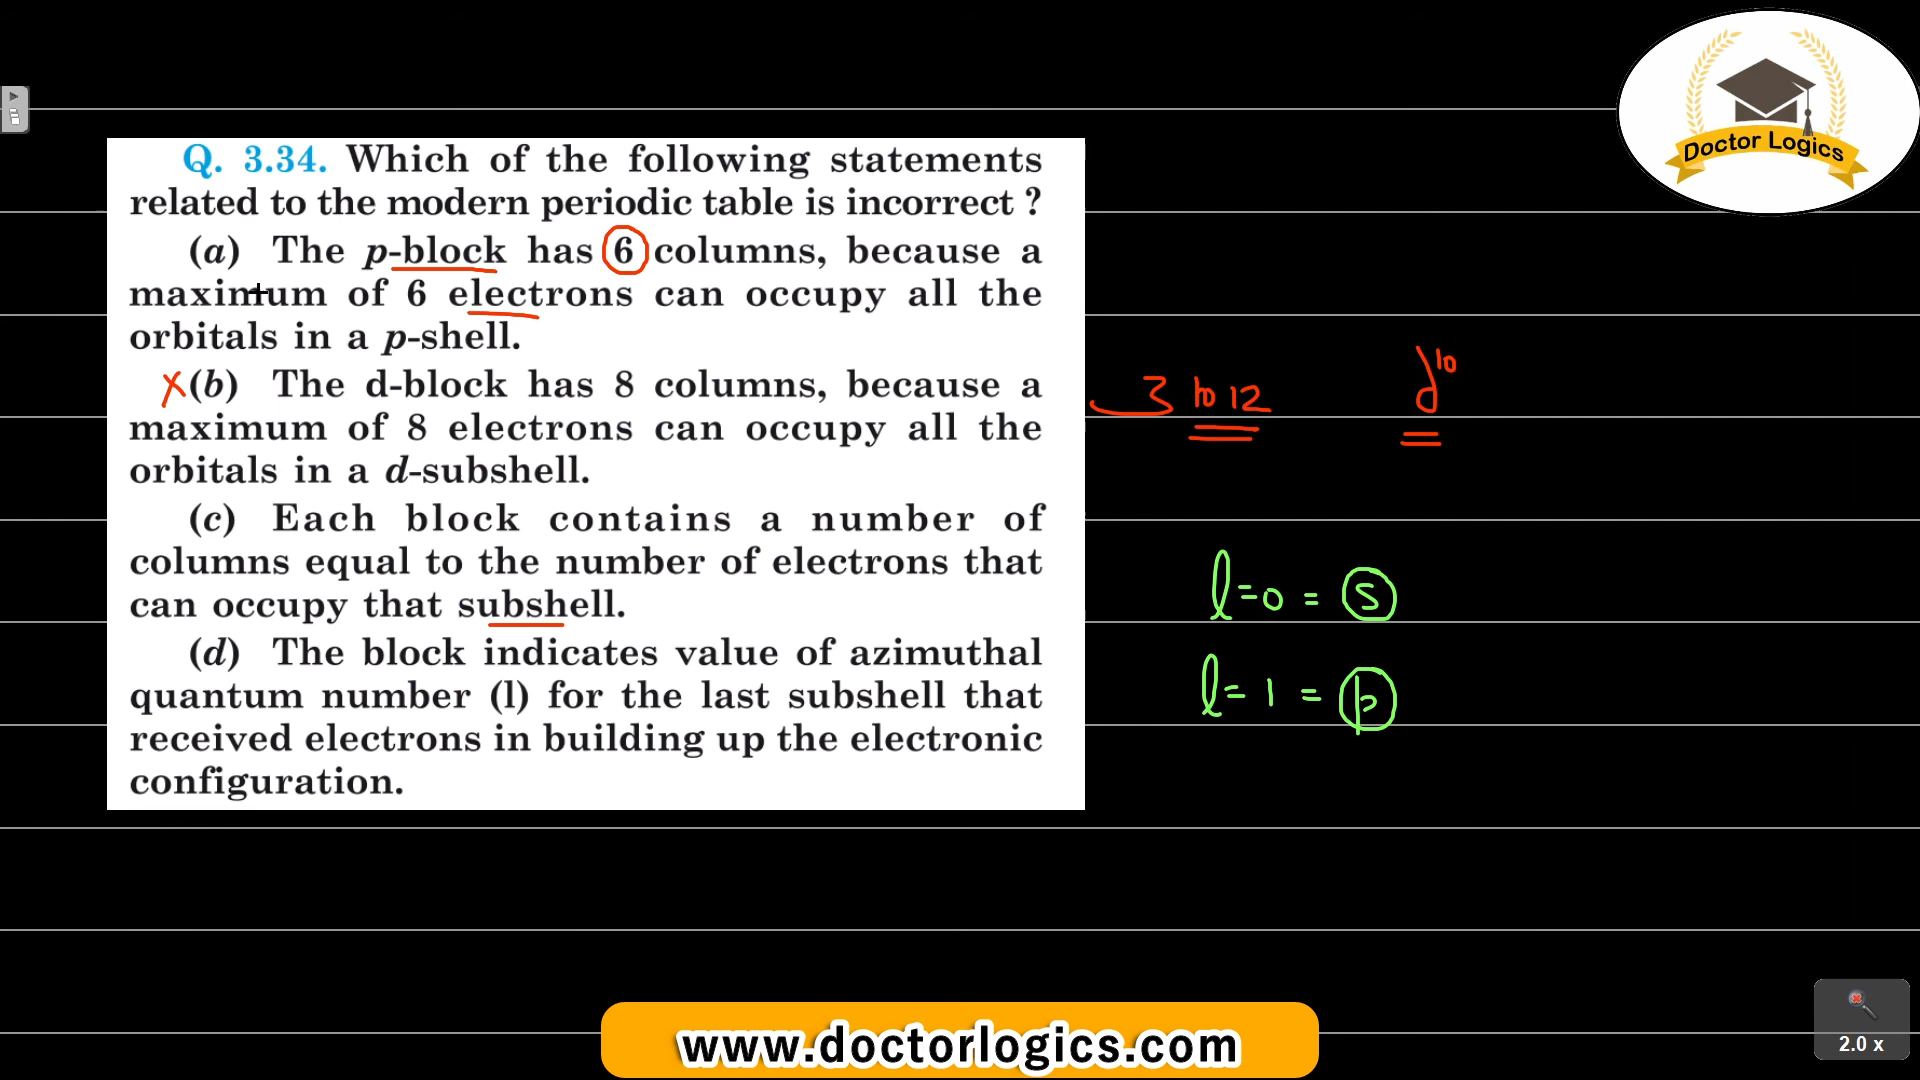 Doctor Logics
Q. 3.34. Which of the following statements
related to the modern periodic table is incorrect ?
(a) The p-block has 6 columns, because a
maximum of 6 electrons can occupy all the
orbitals in a p-shell.
x (b) The d-block has 8 columns, because a
maximum of 8 electrons can occupy all the
orbitals in a d-subshell.
(c) Each block contains a number of
columns equal to the number of electrons that
can occupy that subshell.
(d) The block indicates value of azimuthal
quantum number (l) for the last subshell that
received electrons in building up the electronic
configuration.
3 to 12
d10
l=0 = s
l=1 = p
www.doctorlogics.com
2.0 x